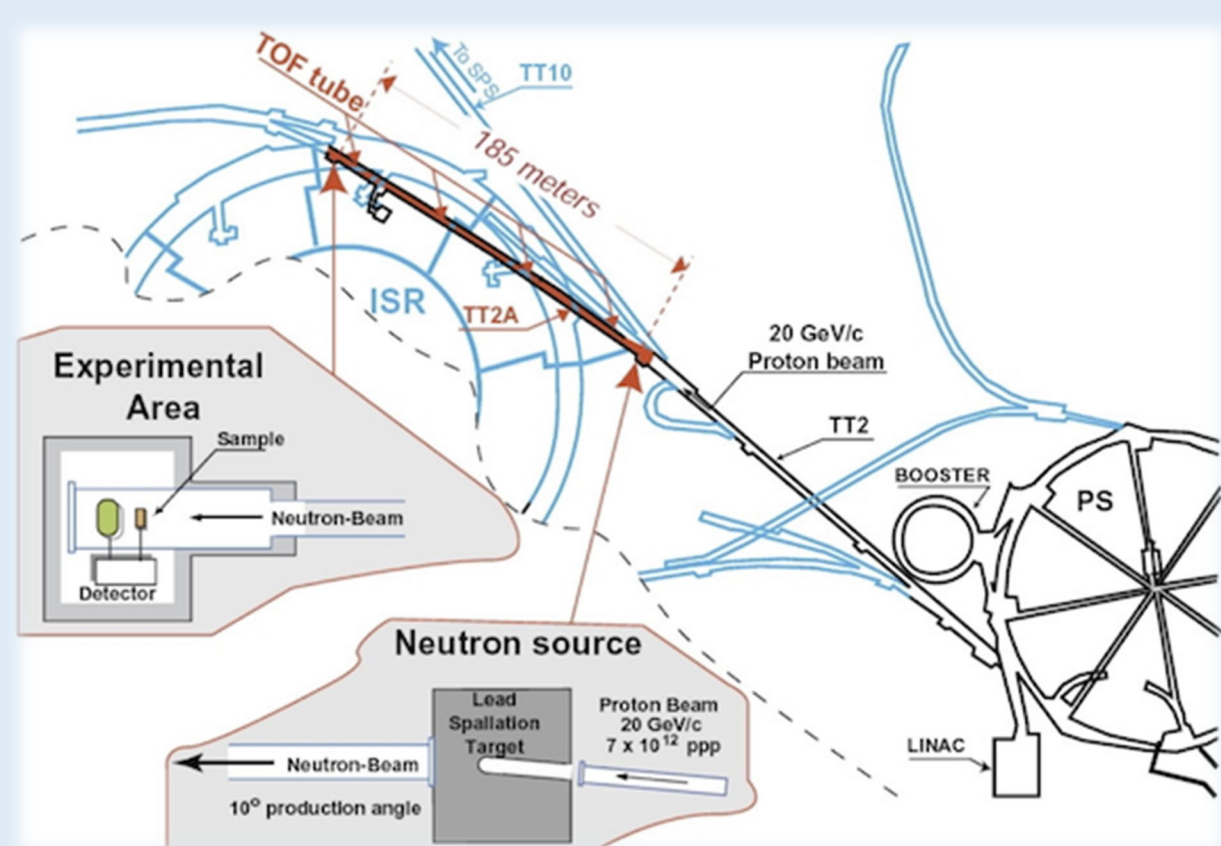 TOF tube
To SPS
TT10
185 meters
ISR
TT2A
20 GeV/c
Proton beam
TT2
BOOSTER
PS
LINAC
Experimental
Area
Sample
Neutron-Beam
Detector
Neutron source
Lead
Spallation
Target
Proton Beam
20 GeV/c
7 x 10¹² ppp
Neutron-Beam
10° production angle